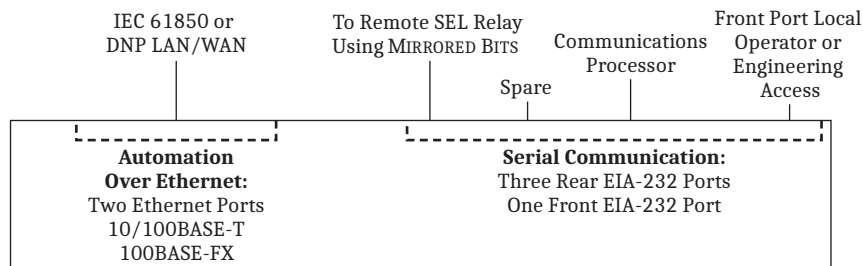 IEC 61850 or
DNP LAN/WAN
To Remote SEL Relay
Using MIRRORED BITS
Spare
Communications
Processor
Front Port Local
Operator or
Engineering
Access
Automation
Over Ethernet:
Two Ethernet Ports
10/100BASE-T
100BASE-FX
Serial Communication:
Three Rear EIA-232 Ports
One Front EIA-232 Port